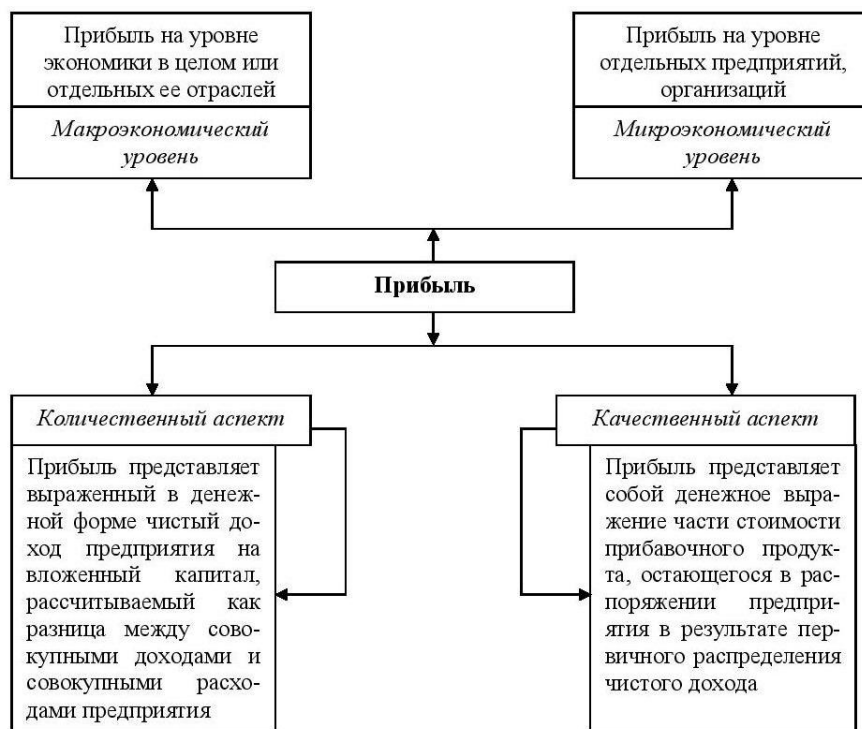 Прибыль на уровне
экономики в целом или
отдельных ее отраслей
Макроэкономический
уровень
Прибыль на уровне
отдельных предприятий,
организаций
Микроэкономический
уровень
Прибыль
Количественный аспект
Прибыль представляет
выраженный в денеж-
ной форме чистый до-
ход предприятия на
вложенный капитал,
рассчитываемый как
разница между сово-
купными доходами и
совокупными расхо-
дами предприятия
Качественный аспект
Прибыль представляет
собой денежное выра-
жение части стоимости
прибавочного продук-
та, остающегося в рас-
поряжении предпри-
ятия в результате пер-
вичного распределения
чистого дохода